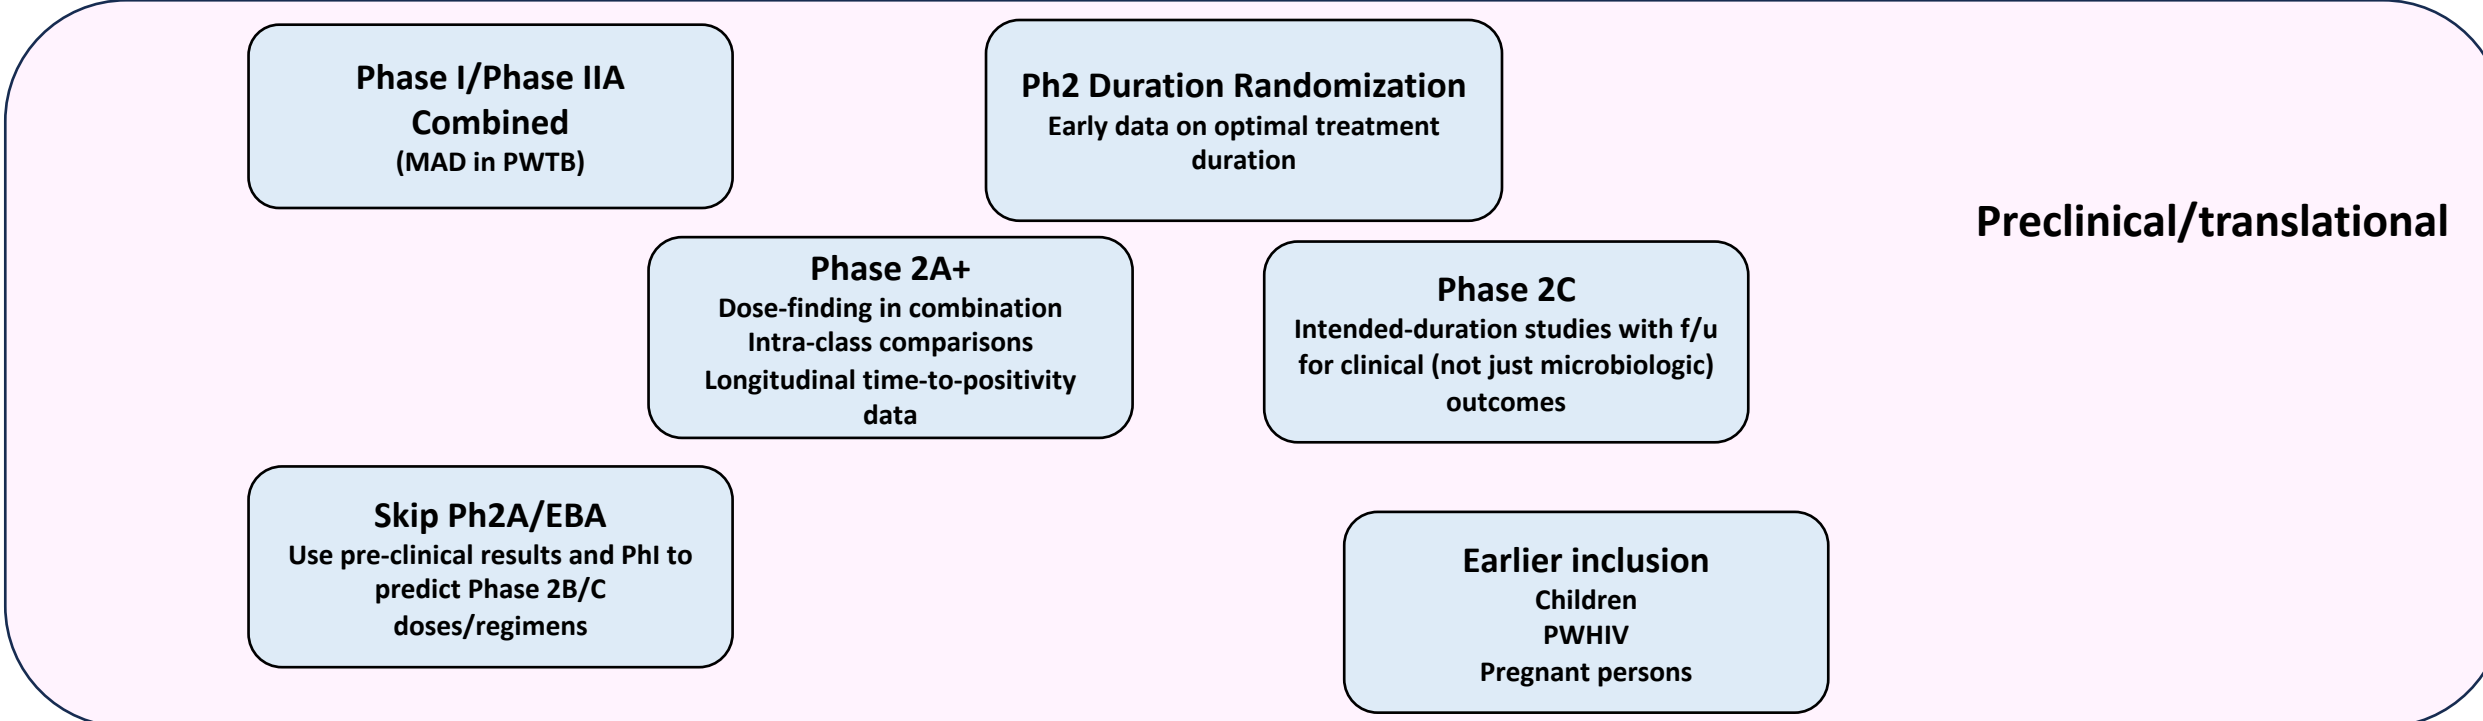 Phase I/Phase IIA
Combined
(MAD in PWTB)
Ph2 Duration Randomization
Early data on optimal treatment
duration
Preclinical/translational
Phase 2A+
Dose-finding in combination
Intra-class comparisons
Longitudinal time-to-positivity
data
Phase 2C
Intended-duration studies with f/u
for clinical (not just microbiologic)
outcomes
Skip Ph2A/EBA
Use pre-clinical results and PhI to
predict Phase 2B/C
doses/regimens
Earlier inclusion
Children
PWHIV
Pregnant persons